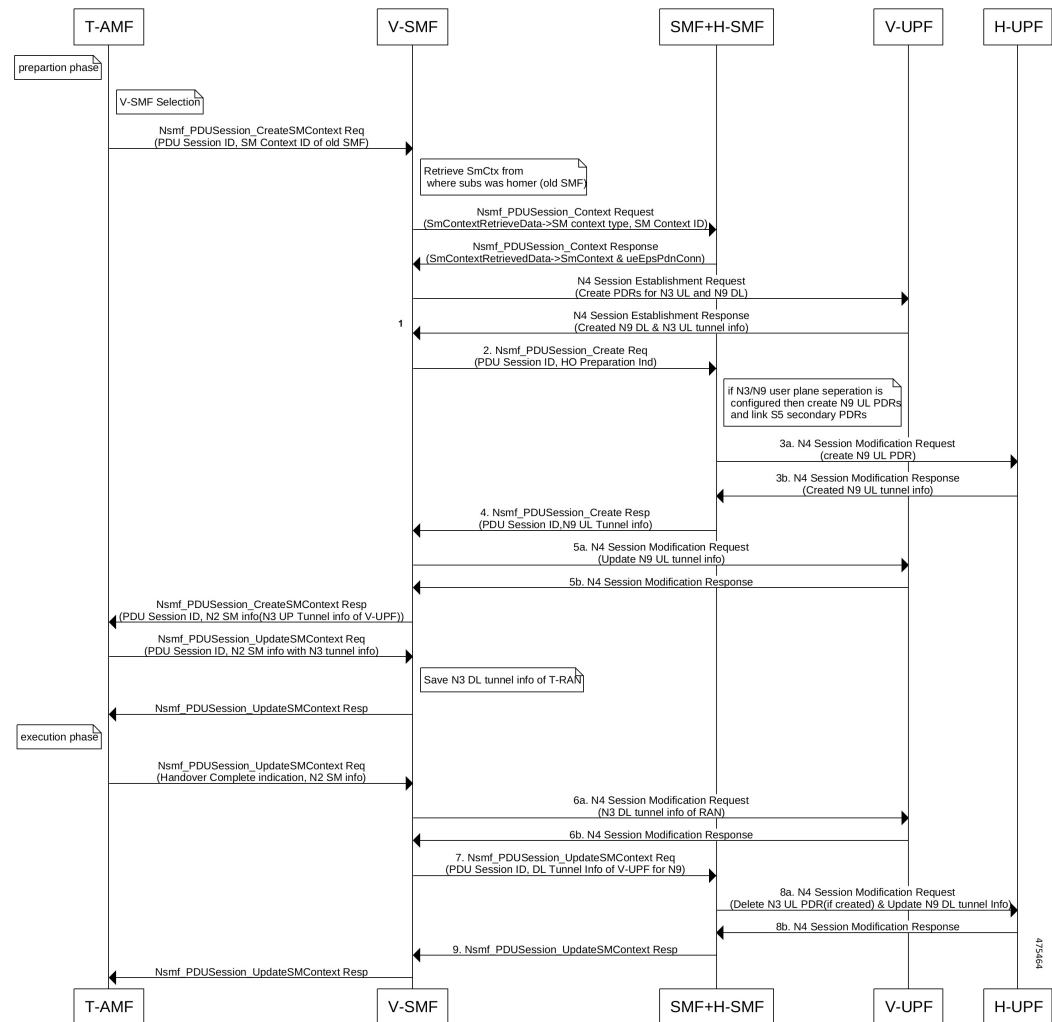 T-AMF
V-SMF
SMF+H-SMF
V-UPF
H-UPF
prepartion phase
V-SMF Selection
Nsmf_PDUSession_CreateSMContext Req
(PDU Session ID, SM Context ID of old SMF)
Retrieve SmCtx from
where subs was homer (old SMF)
Nsmf_PDUSession_Context Request
(SmContextRetrieveData->SM context type, SM Context ID)
Nsmf_PDUSession_Context Response
(SmContextRetrievedData->SmContext & ueEpsPdnConn)
N4 Session Establishment Request
(Create PDRs for N3 UL and N9 DL)
1
N4 Session Establishment Response
(Created N9 DL & N3 UL tunnel info)
2. Nsmf_PDUSession_Create Req
(PDU Session ID, HO Preparation Ind)
if N3/N9 user plane seperation is
configured then create N9 UL PDRs
and link S5 secondary PDRs
3a. N4 Session Modification Request
(create N9 UL PDR)
3b. N4 Session Modification Response
(Created N9 UL tunnel info)
4. Nsmf_PDUSession_Create Resp
(PDU Session ID,N9 UL Tunnel info)
5a. N4 Session Modification Request
(Update N9 UL tunnel info)
5b. N4 Session Modification Response
Nsmf_PDUSession_CreateSMContext Resp
(PDU Session ID, N2 SM info(N3 UP Tunnel info of V-UPF))
Nsmf_PDUSession_UpdateSMContext Req
(PDU Session ID, N2 SM info with N3 tunnel info)
Save N3 DL tunnel info of T-RAN
Nsmf_PDUSession_UpdateSMContext Resp
execution phase
Nsmf_PDUSession_UpdateSMContext Req
(Handover Complete indication, N2 SM info)
6a. N4 Session Modification Request
(N3 DL tunnel info of RAN)
6b. N4 Session Modification Response
7. Nsmf_PDUSession_UpdateSMContext Req
(PDU Session ID, DL Tunnel Info of V-UPF for N9)
8a. N4 Session Modification Request
(Delete N3 UL PDR(if created) & Update N9 DL tunnel Info)
8b. N4 Session Modification Response
9. Nsmf_PDUSession_UpdateSMContext Resp
Nsmf_PDUSession_UpdateSMContext Resp
475464
T-AMF
V-SMF
SMF+H-SMF
V-UPF
H-UPF